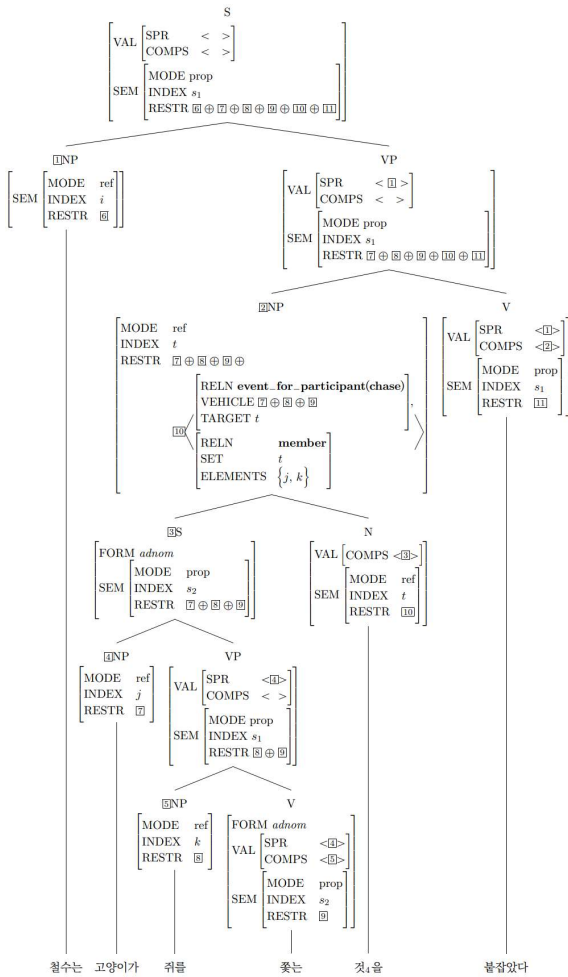 S
VAL SPR < >
COMPS < >
SEM MODE prop
INDEX s₁
RESTR 6 ⊕ 7 ⊕ 8 ⊕ 9 ⊕ 10 ⊕ 11
1NP VP
SEM MODE ref
INDEX i
RESTR 6
VAL SPR < 1 >
COMPS < >
SEM MODE prop
INDEX s₁
RESTR 7 ⊕ 8 ⊕ 9 ⊕ 10 ⊕ 11
2NP V
MODE ref
INDEX t
RESTR 7 ⊕ 8 ⊕ 9 ⊕
10 RELN event_for_participant(chase)
VEHICLE 7 ⊕ 8 ⊕ 9
TARGET t
,
RELN member
SET t
ELEMENTS {j, k}
VAL SPR <1>
COMPS <2>
SEM MODE prop
INDEX s₁
RESTR 11
3S N
FORM adnom
SEM MODE prop
INDEX s₂
RESTR 7 ⊕ 8 ⊕ 9
VAL COMPS <3>
SEM MODE ref
INDEX t
RESTR 10
4NP VP
MODE ref
INDEX j
RESTR 7
VAL SPR <4>
COMPS < >
SEM MODE prop
INDEX s₁
RESTR 8 ⊕ 9
5NP V
MODE ref
INDEX k
RESTR 8
FORM adnom
VAL SPR <4>
COMPS <5>
SEM MODE prop
INDEX s₂
RESTR 9
철수는 고양이가 쥐를 쫓는 것₄을 붙잡았다